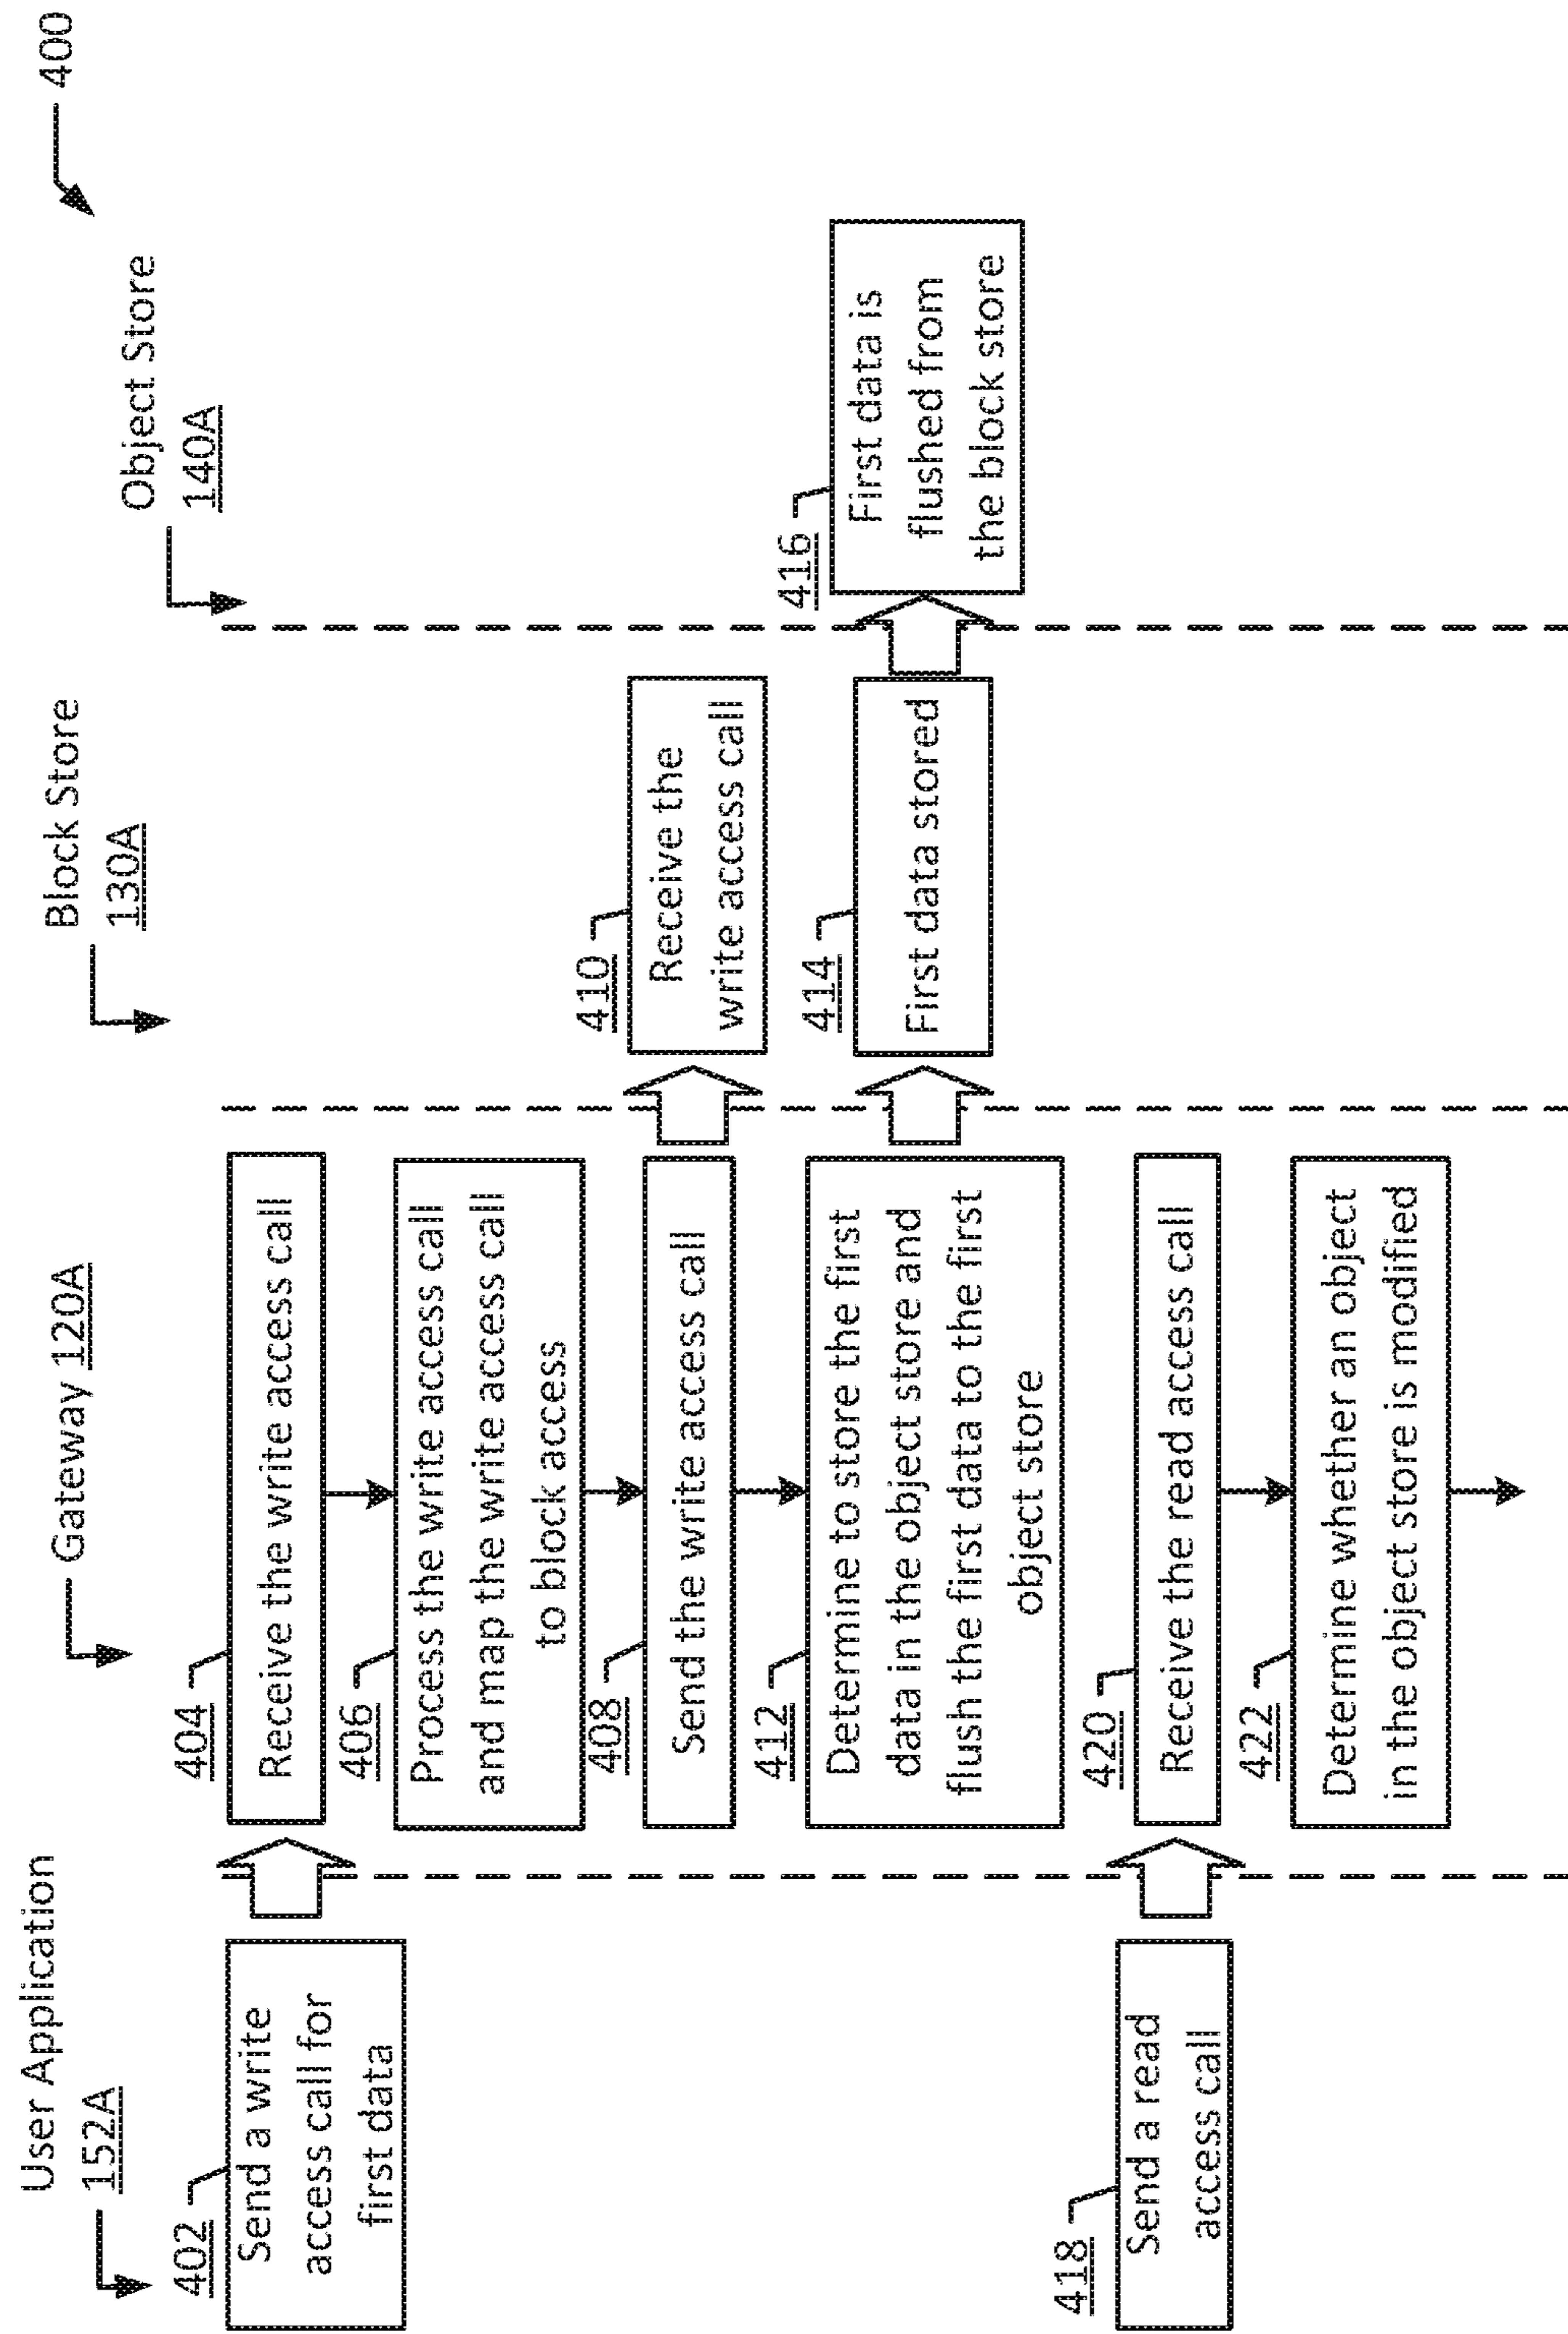 400
User Application
152A
Gateway 120A
Block Store
130A
Object Store
140A
402
Send a write
access call for
first data
404
Receive the write access call
406
Process the write access call
and map the write access call
to block access
408
Send the write access call
410
Receive the
write access call
412
Determine to store the first
data in the object store and
flush the first data to the first
object store
414
First data stored
416
First data is
flushed from
the block store
418
Send a read
access call
420
Receive the read access call
422
Determine whether an object
in the object store is modified